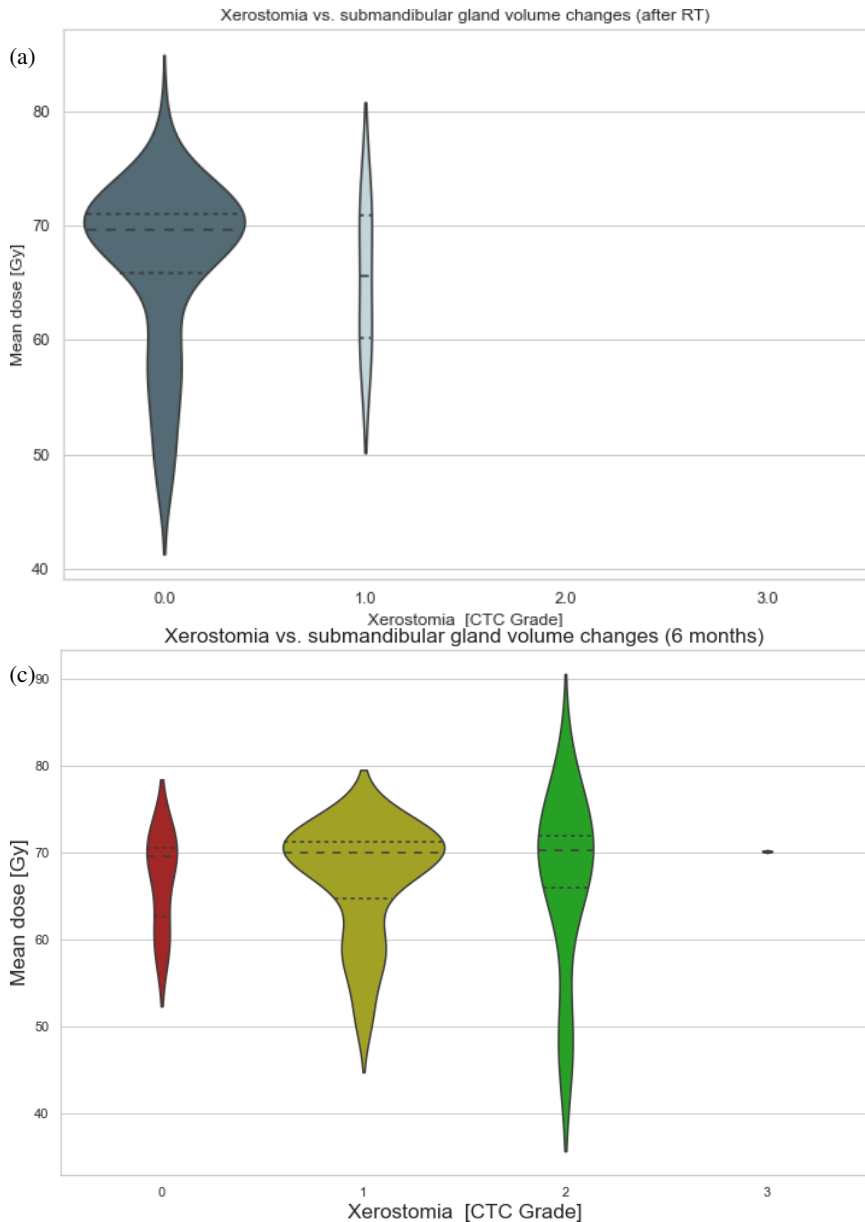 Xerostomia vs. submandibular gland volume changes (after RT)
(a)
80
70
60
50
40
Mean dose [Gy]
0.0 1.0 2.0 3.0
Xerostomia [CTC Grade]
Xerostomia vs. submandibular gland volume changes (6 months)
(c)
90
80
70
60
50
40
Mean dose [Gy]
0 1 2 3
Xerostomia [CTC Grade]